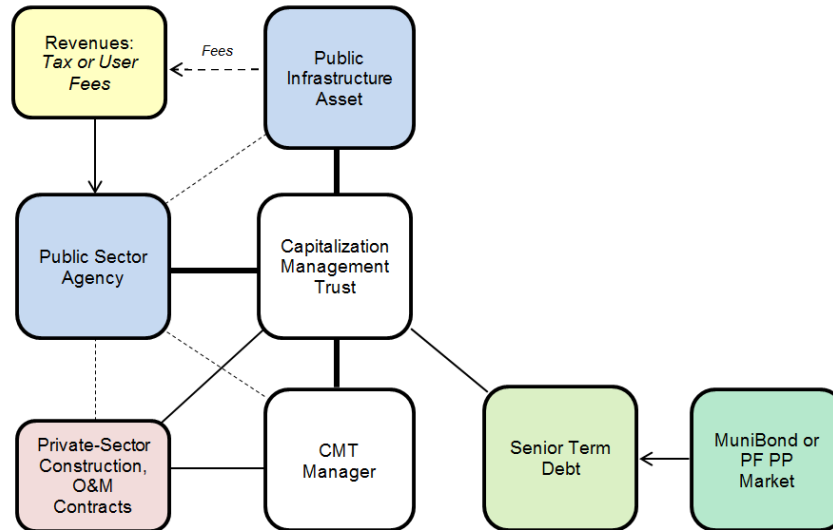 Revenues:
Tax or User
Fees
Fees
Public
Infrastructure
Asset
Public Sector
Agency
Capitalization
Management
Trust
Private-Sector
Construction,
O&M
Contracts
CMT
Manager
Senior Term
Debt
MuniBond or
PF PP
Market